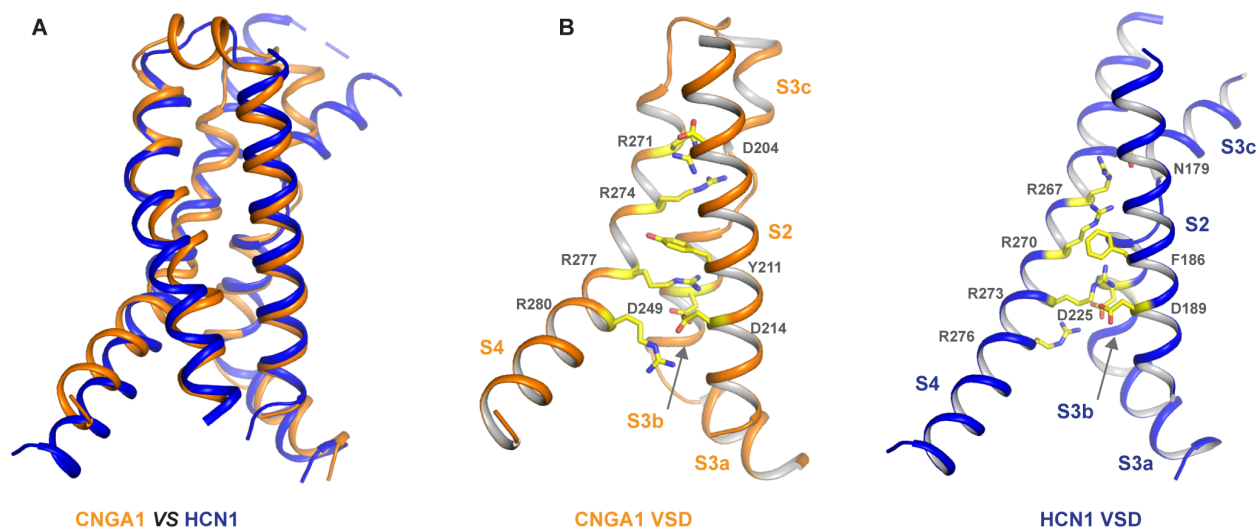 A
B
S3c
R271
D204
R274
S2
R277
Y211
R280
D249
D214
S4
S3b
S3a
S3c
N179
R267
S2
R270
F186
R273
D225
D189
R276
S4
S3b
S3a
CNGA1 VS HCN1
CNGA1 VSD
HCN1 VSD